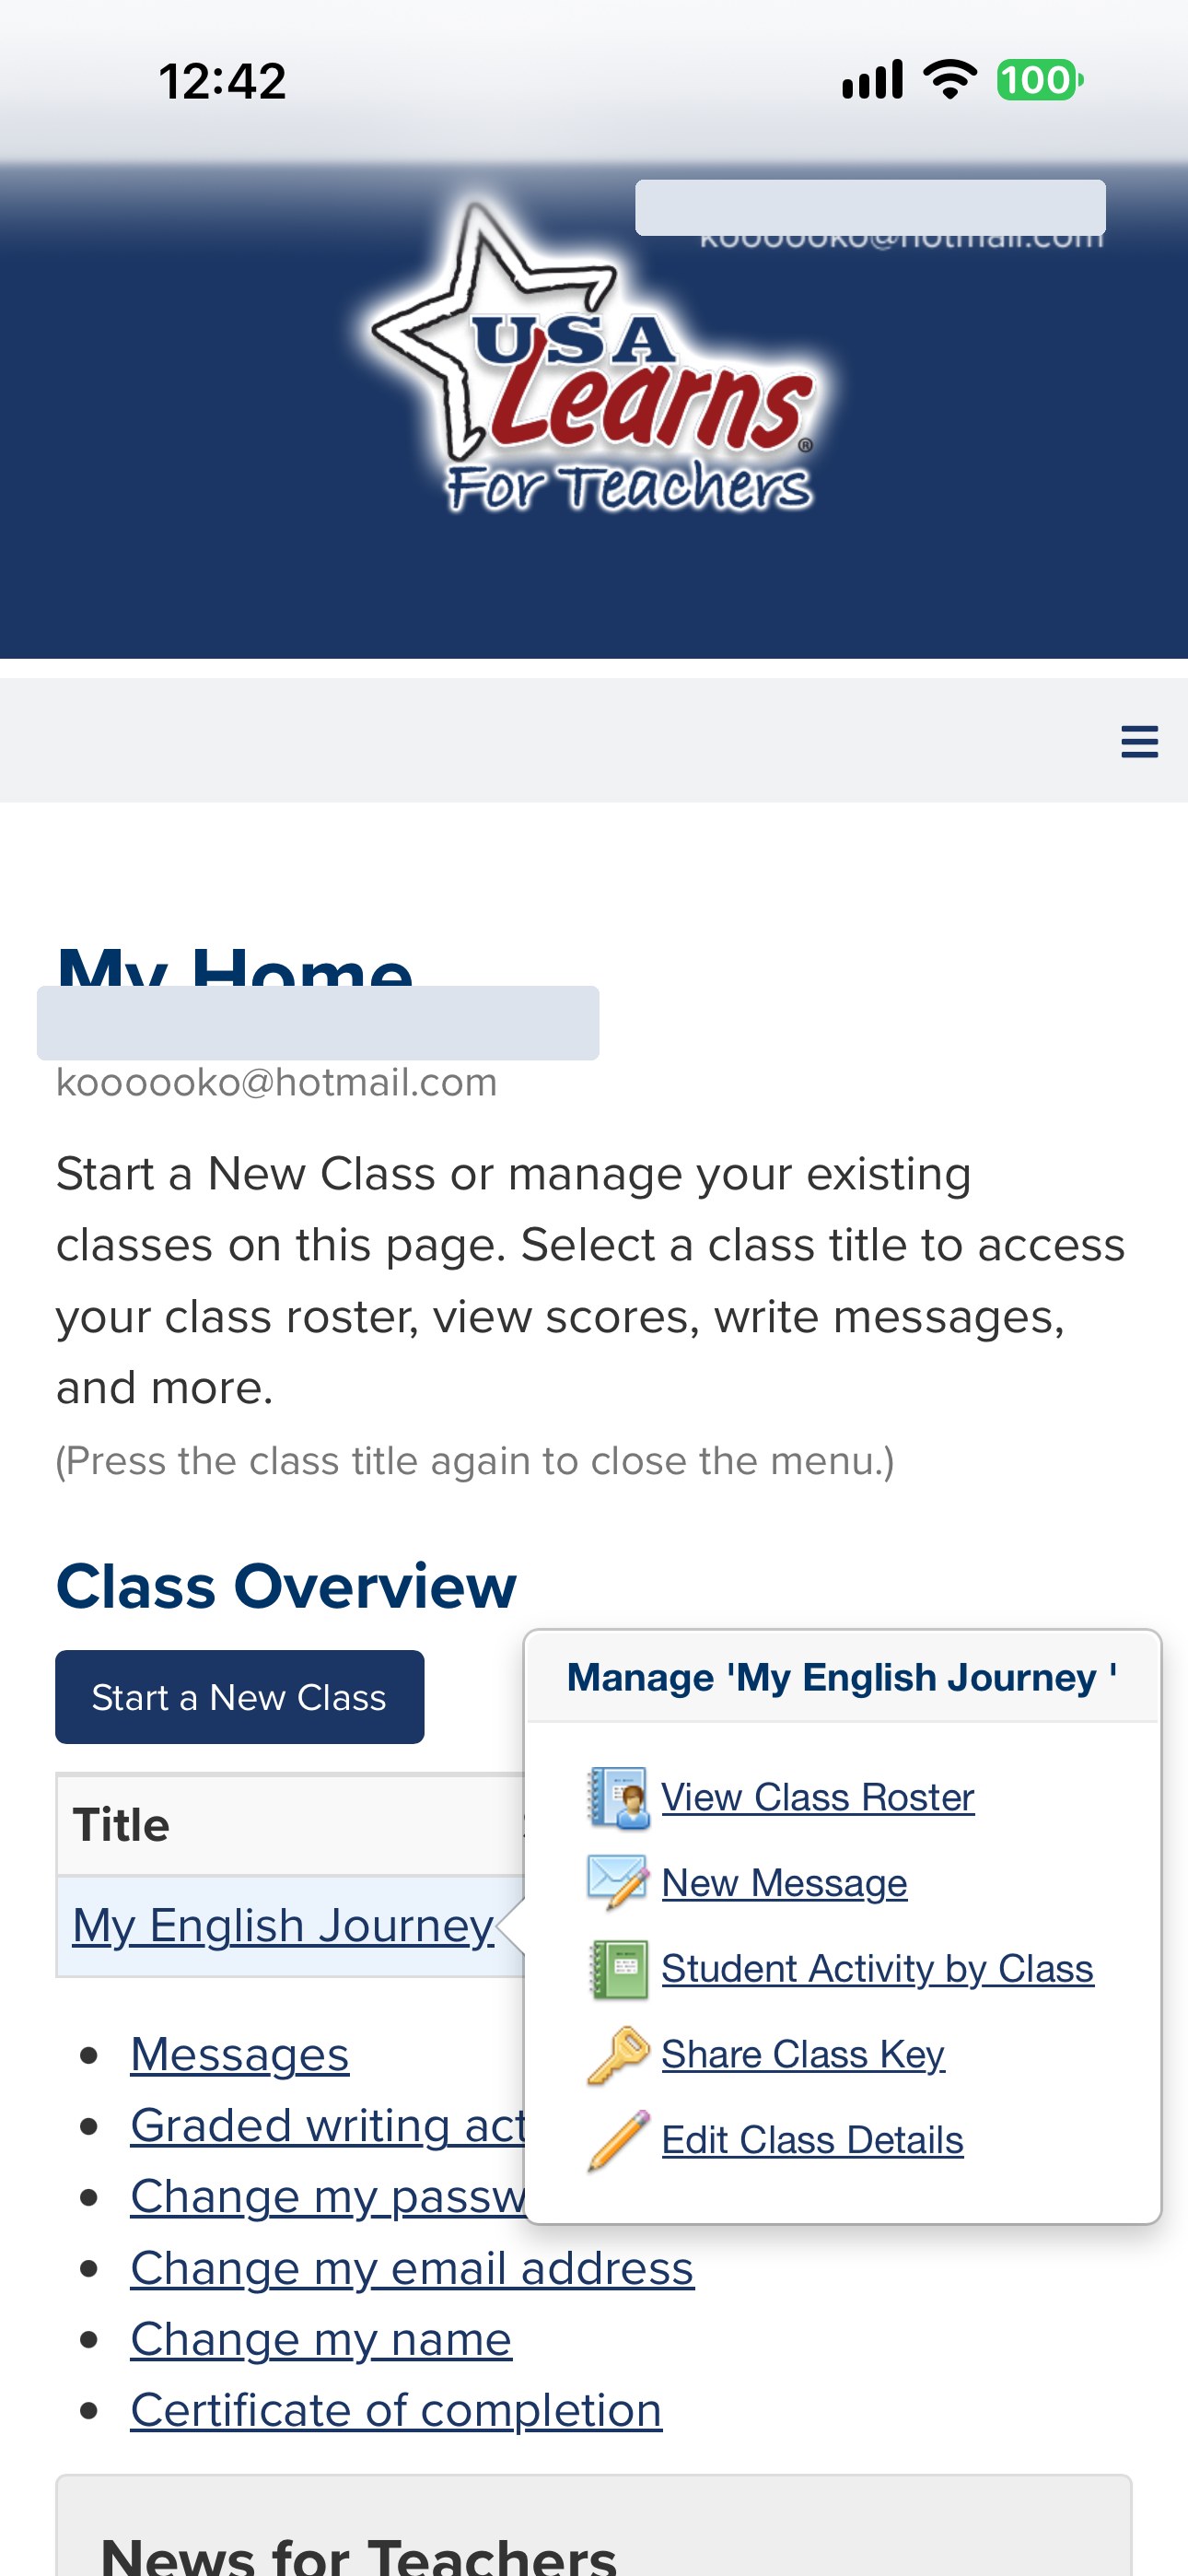 12:42
100
koooooko@hotmail.com
USA
Learns®
For Teachers
My Home
koooooko@hotmail.com
Start a New Class or manage your existing
classes on this page. Select a class title to access
your class roster, view scores, write messages,
and more.
(Press the class title again to close the menu.)
Class Overview
Start a New Class
Manage 'My English Journey '
View Class Roster
New Message
Student Activity by Class
Share Class Key
Edit Class Details
Title
My English Journey
Messages
Graded writing act
Change my passw
Change my email address
Change my name
Certificate of completion
News for Teachers